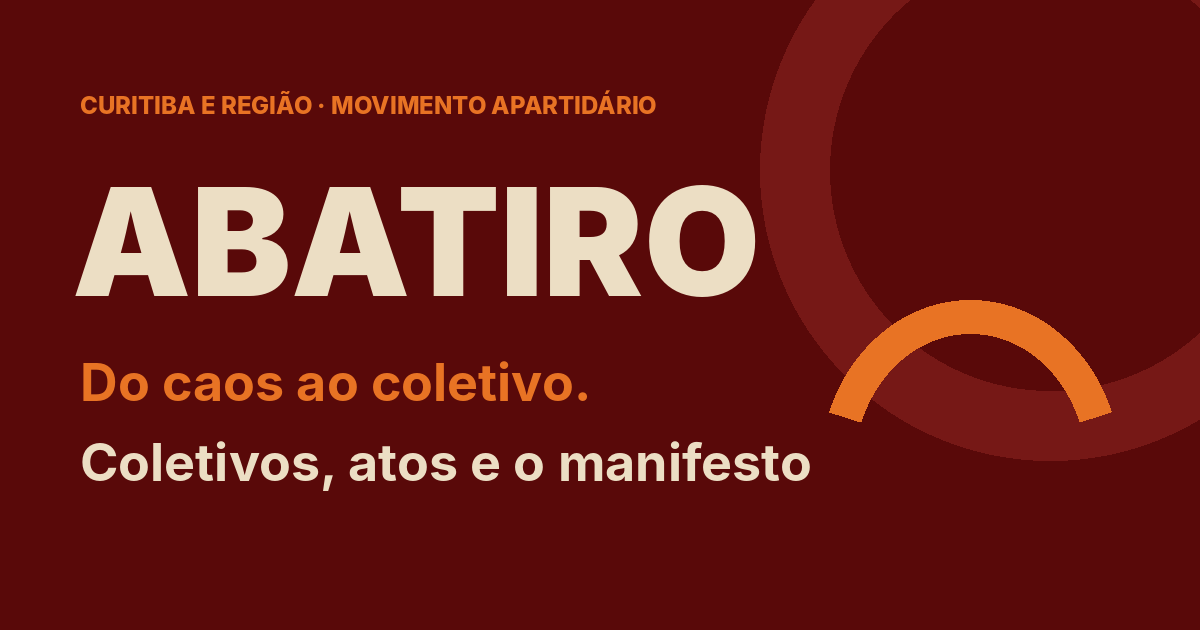 CURITIBA E REGIÃO · MOVIMENTO APARTIDÁRIO
ABATIRO
Do caos ao coletivo.
Coletivos, atos e o manifesto